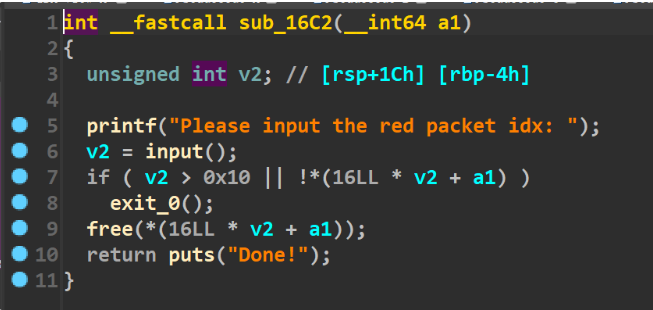 1 int __fastcall sub_16C2(__int64 a1)
2 {
3 unsigned int v2; // [rsp+1Ch] [rbp-4h]
4
5 printf("Please input the red packet idx: ");
6 v2 = input();
7 if ( v2 > 0x10 || !*(16LL * v2 + a1) )
8 exit_0();
9 free(*(16LL * v2 + a1));
10 return puts("Done!");
11 }